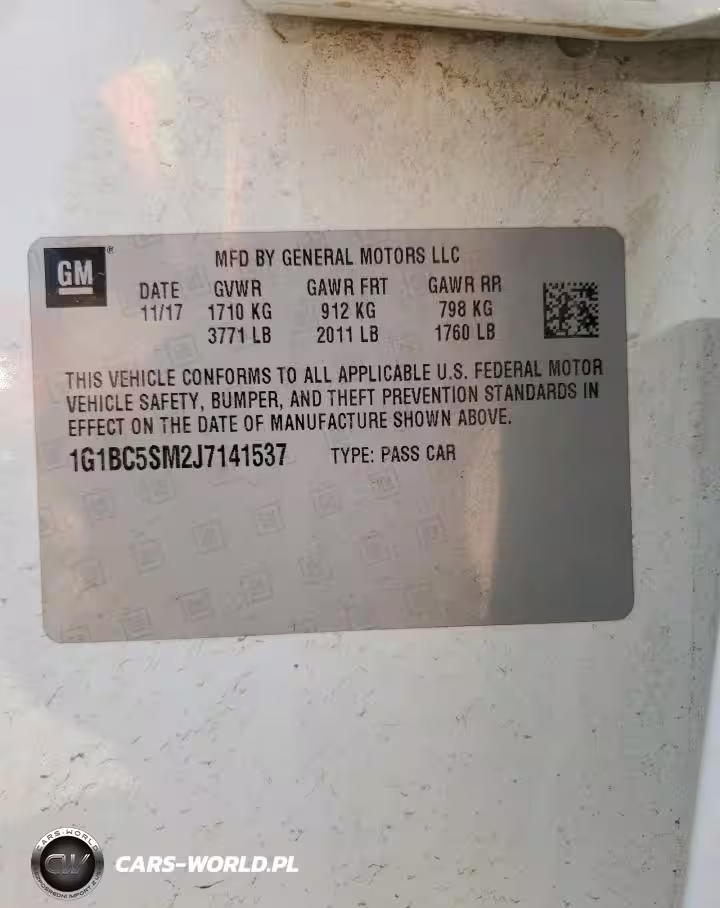 GM
MFD BY GENERAL MOTORS LLC
DATE GVWR GAWR FRT GAWR RR
11/17 1710 KG 912 KG 798 KG
3771 LB 2011 LB 1760 LB
THIS VEHICLE CONFORMS TO ALL APPLICABLE U.S. FEDERAL MOTOR
VEHICLE SAFETY, BUMPER, AND THEFT PREVENTION STANDARDS IN
EFFECT ON THE DATE OF MANUFACTURE SHOWN ABOVE.
1G1BC5SM2J7141537 TYPE: PASS CAR
CARS-WORLD
CW
CARS-WORLD.PL